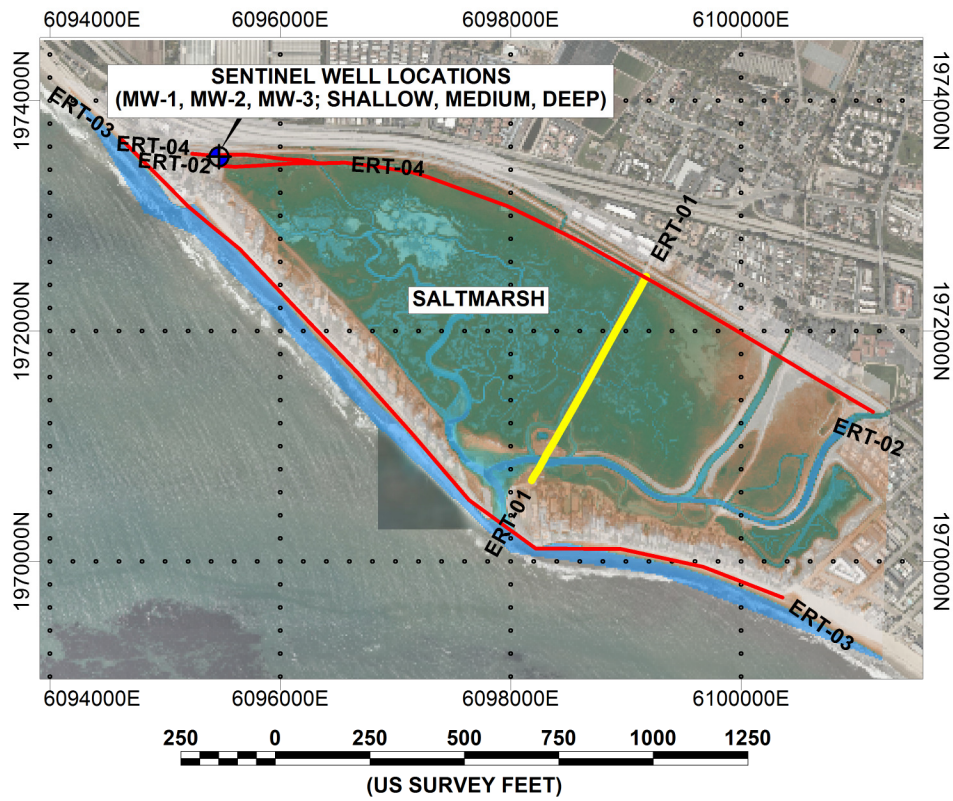 6094000E 6096000E 6098000E 6100000E
SENTINEL WELL LOCATIONS
(MW-1, MW-2, MW-3; SHALLOW, MEDIUM, DEEP)
1974000N
1974000N
ERT-03
ERT-04
ERT-02
ERT-04
ERT-01
SALTMARSH
1972000N
1972000N
ERT-02
ERT-01
1970000N
1970000N
ERT-03
6094000E 6096000E 6098000E 6100000E
250 0 250 500 750 1000 1250
(US SURVEY FEET)